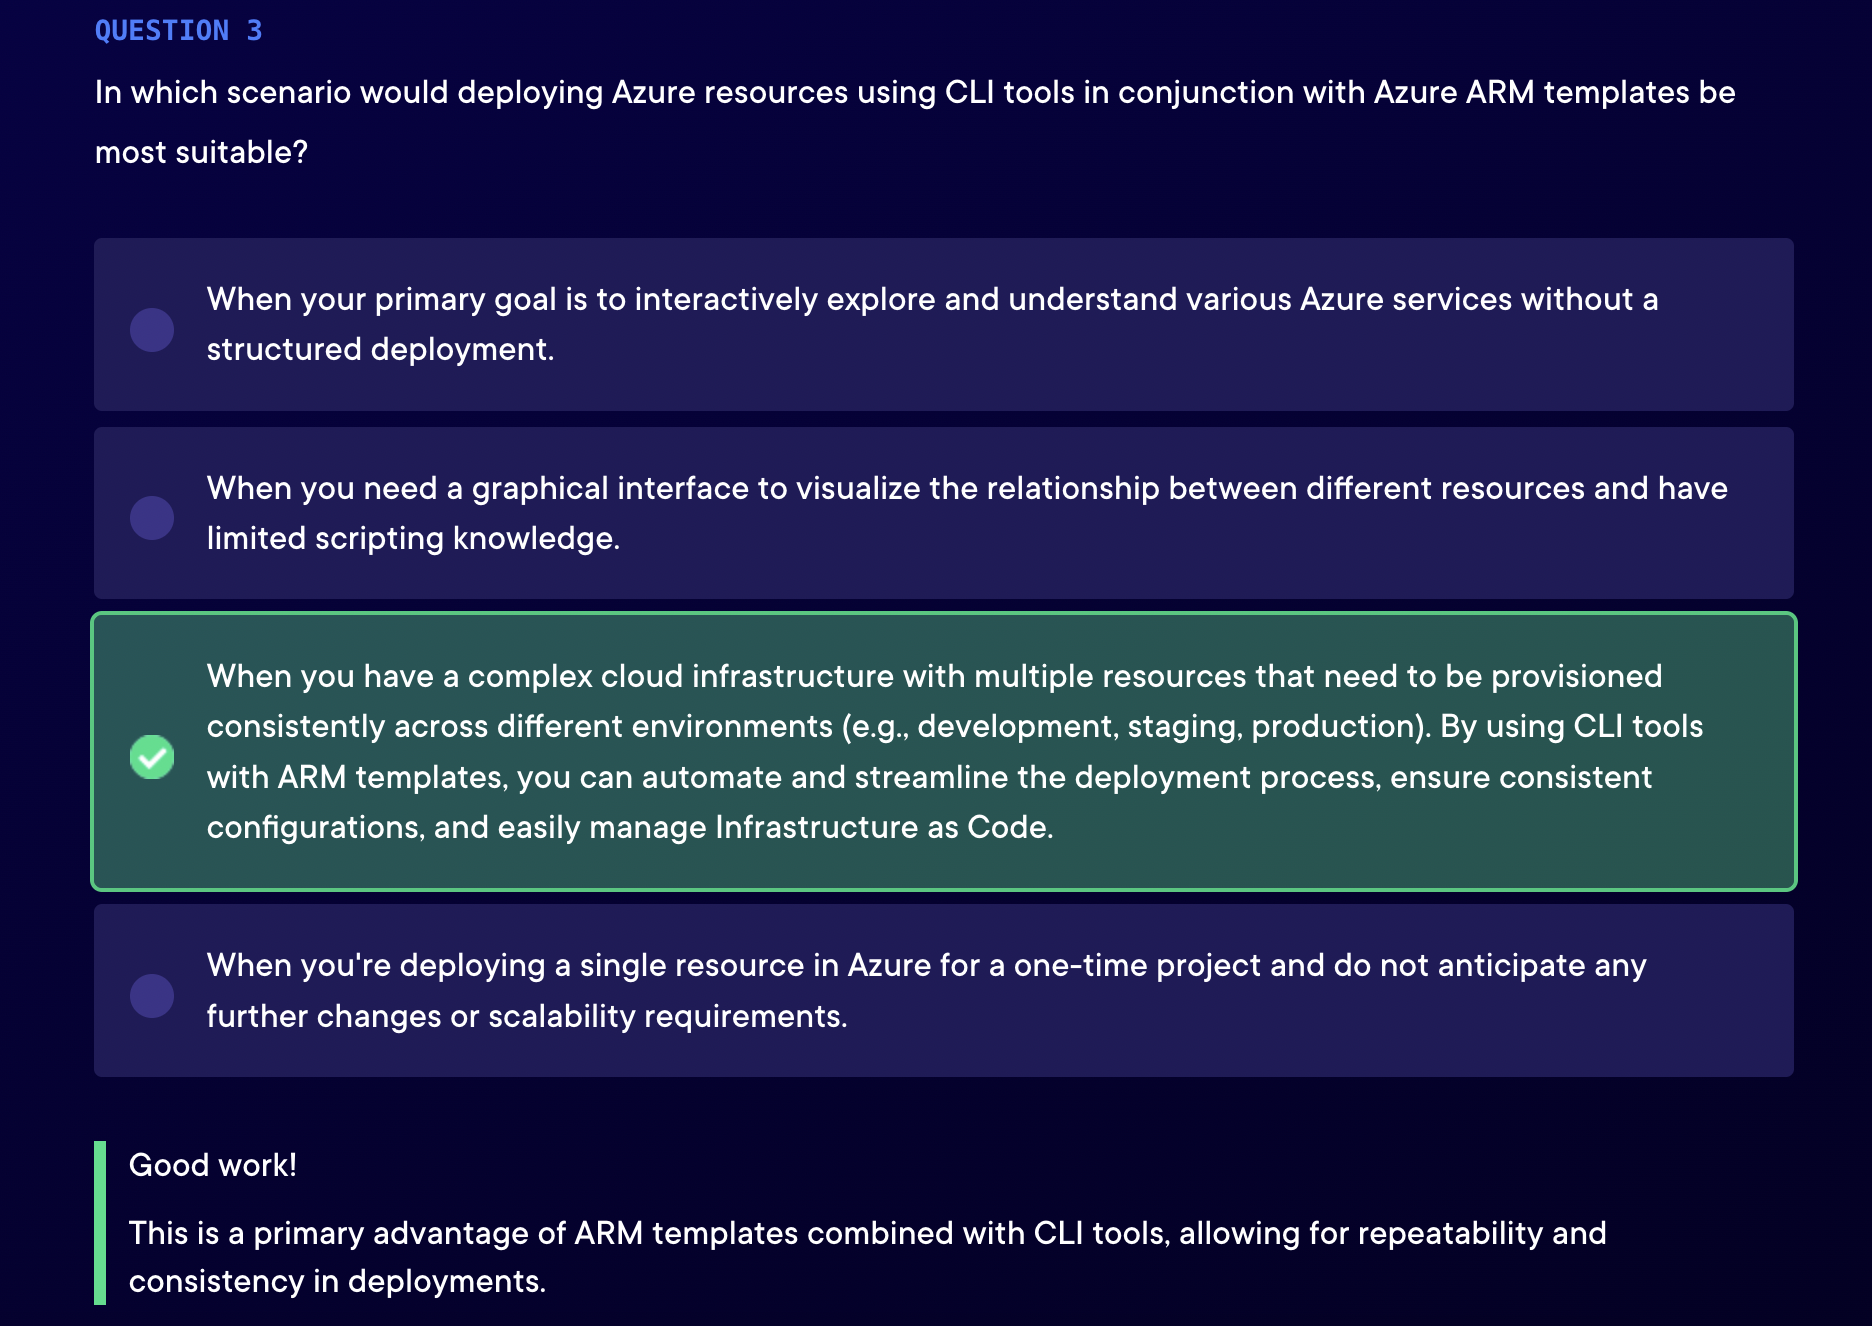 QUESTION 3
In which scenario would deploying Azure resources using CLI tools in conjunction with Azure ARM templates be
most suitable?
When your primary goal is to interactively explore and understand various Azure services without a
structured deployment.
When you need a graphical interface to visualize the relationship between different resources and have
limited scripting knowledge.
When you have a complex cloud infrastructure with multiple resources that need to be provisioned
consistently across different environments (e.g., development, staging, production). By using CLI tools
with ARM templates, you can automate and streamline the deployment process, ensure consistent
configurations, and easily manage Infrastructure as Code.
When you're deploying a single resource in Azure for a one-time project and do not anticipate any
further changes or scalability requirements.
Good work!
This is a primary advantage of ARM templates combined with CLI tools, allowing for repeatability and
consistency in deployments.